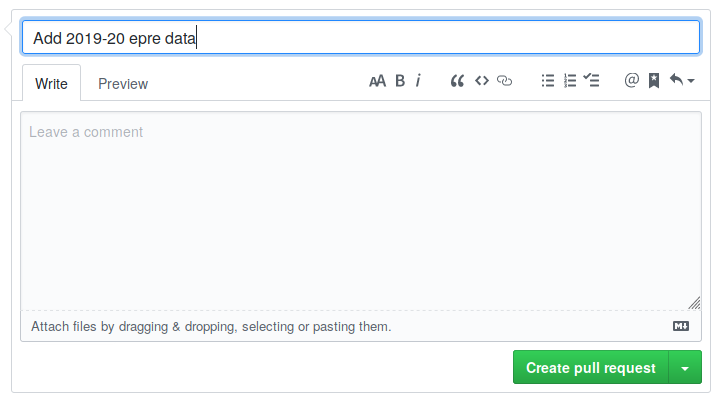 Add 2019-20 epre data
Write Preview AA B i @
Leave a comment
Attach files by dragging & dropping, selecting or pasting them.
Create pull request